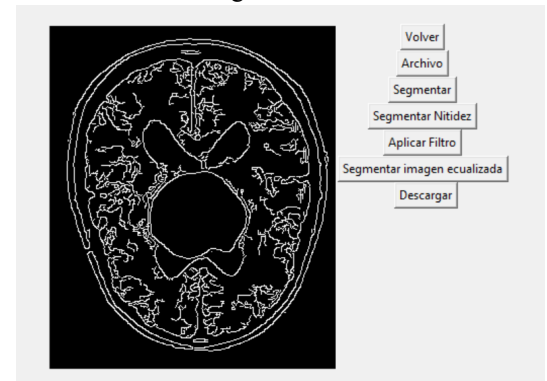 Volver
Archivo
Segmentar
Segmentar Nitidez
Aplicar Filtro
Segmentar imagen ecualizada
Descargar